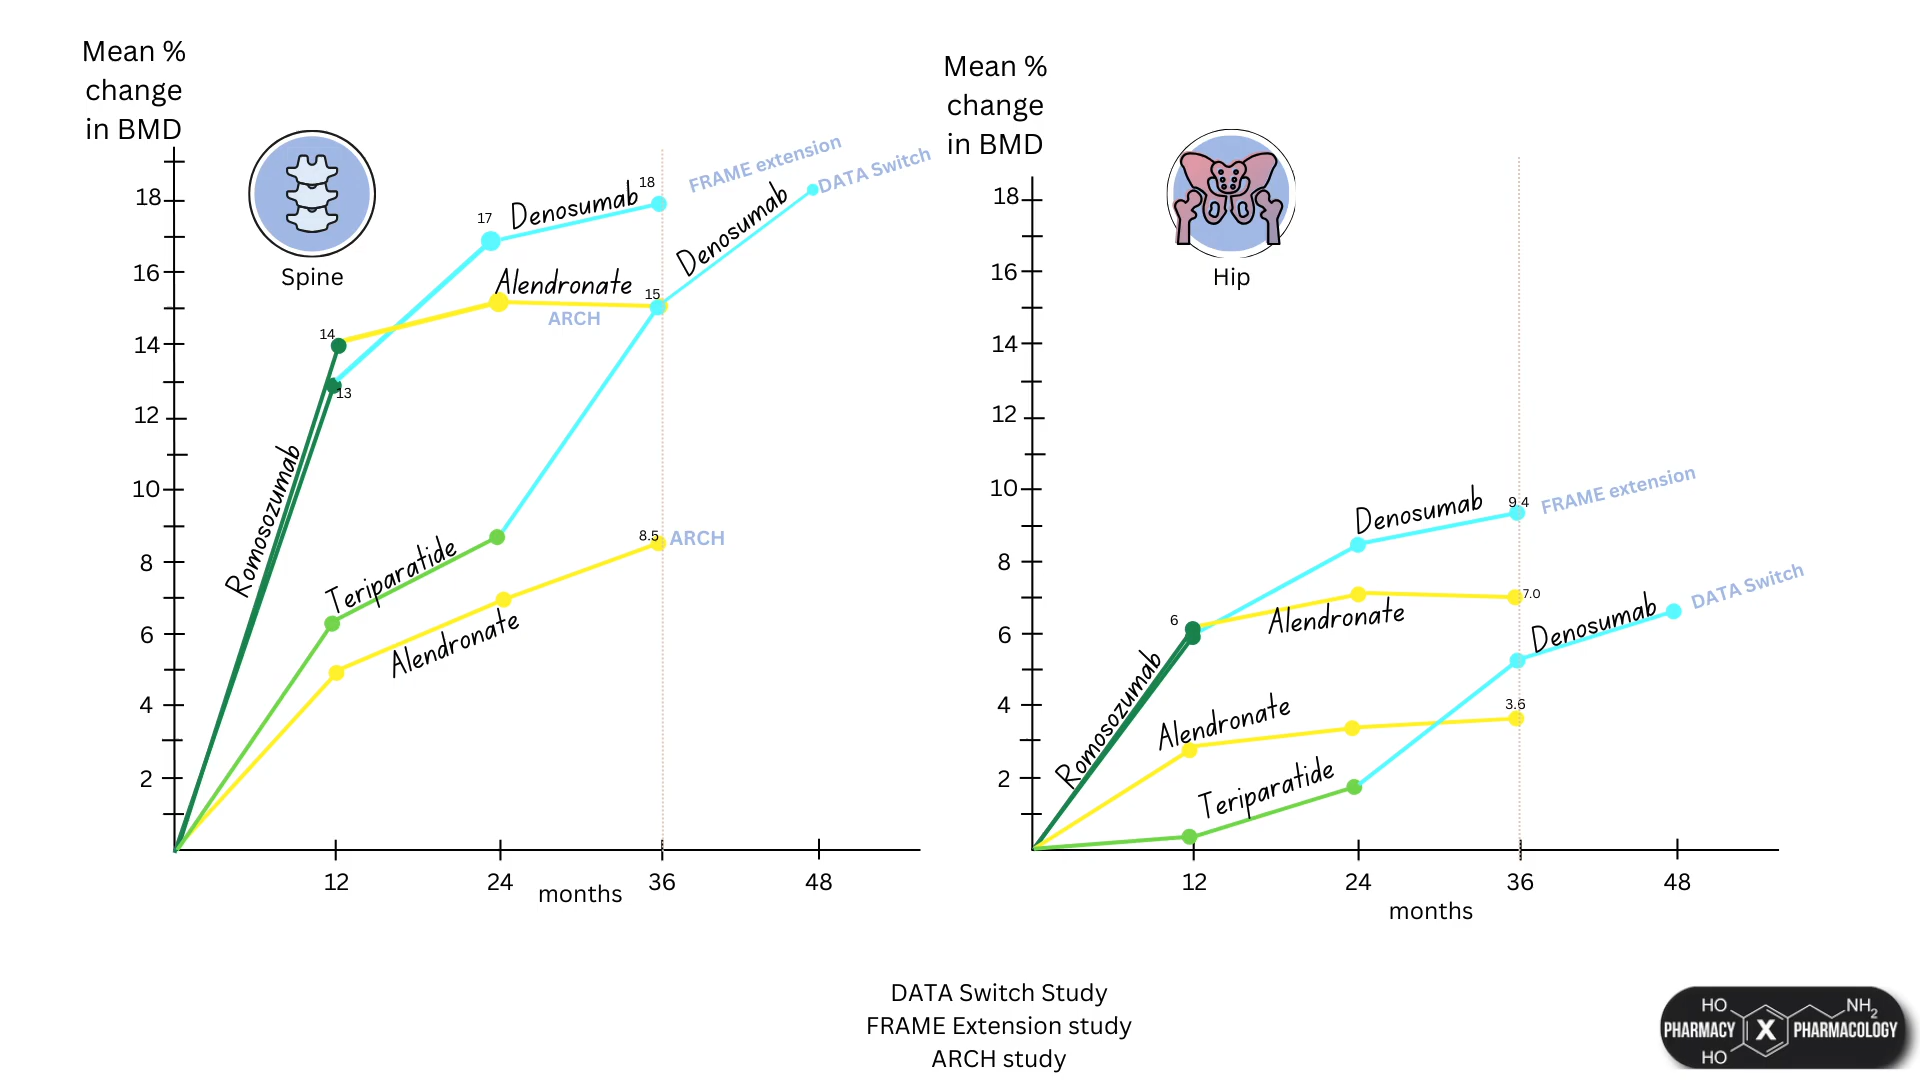 Mean %
change
in BMD
Spine
18
16
14
12
10
8
6
4
2
12
24
36
48
months
Romosozumab
14
13
17
Denosumab
18
FRAME extension
Alendronate
ARCH
15
Denosumab
DATA Switch
Teriparatide
Alendronate
8.5
ARCH
Mean %
change
in BMD
Hip
18
16
14
12
10
8
6
4
2
12
24
36
48
months
Romosozumab
6
Denosumab
9.4
FRAME extension
Alendronate
7.0
Denosumab
DATA Switch
Alendronate
3.6
Teriparatide
DATA Switch Study
FRAME Extension study
ARCH study
HO
NH2
PHARMACY X PHARMACOLOGY
HO